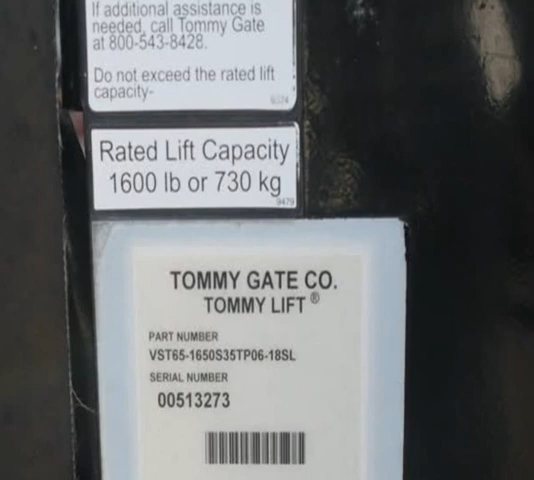 If additional assistance is
needed, call Tommy Gate
at 800-543-8428.
Do not exceed the rated lift
capacity-
Rated Lift Capacity
1600 lb or 730 kg
9479
TOMMY GATE CO.
TOMMY LIFT ®
PART NUMBER
VST65-1650S35TP06-18SL
SERIAL NUMBER
00513273